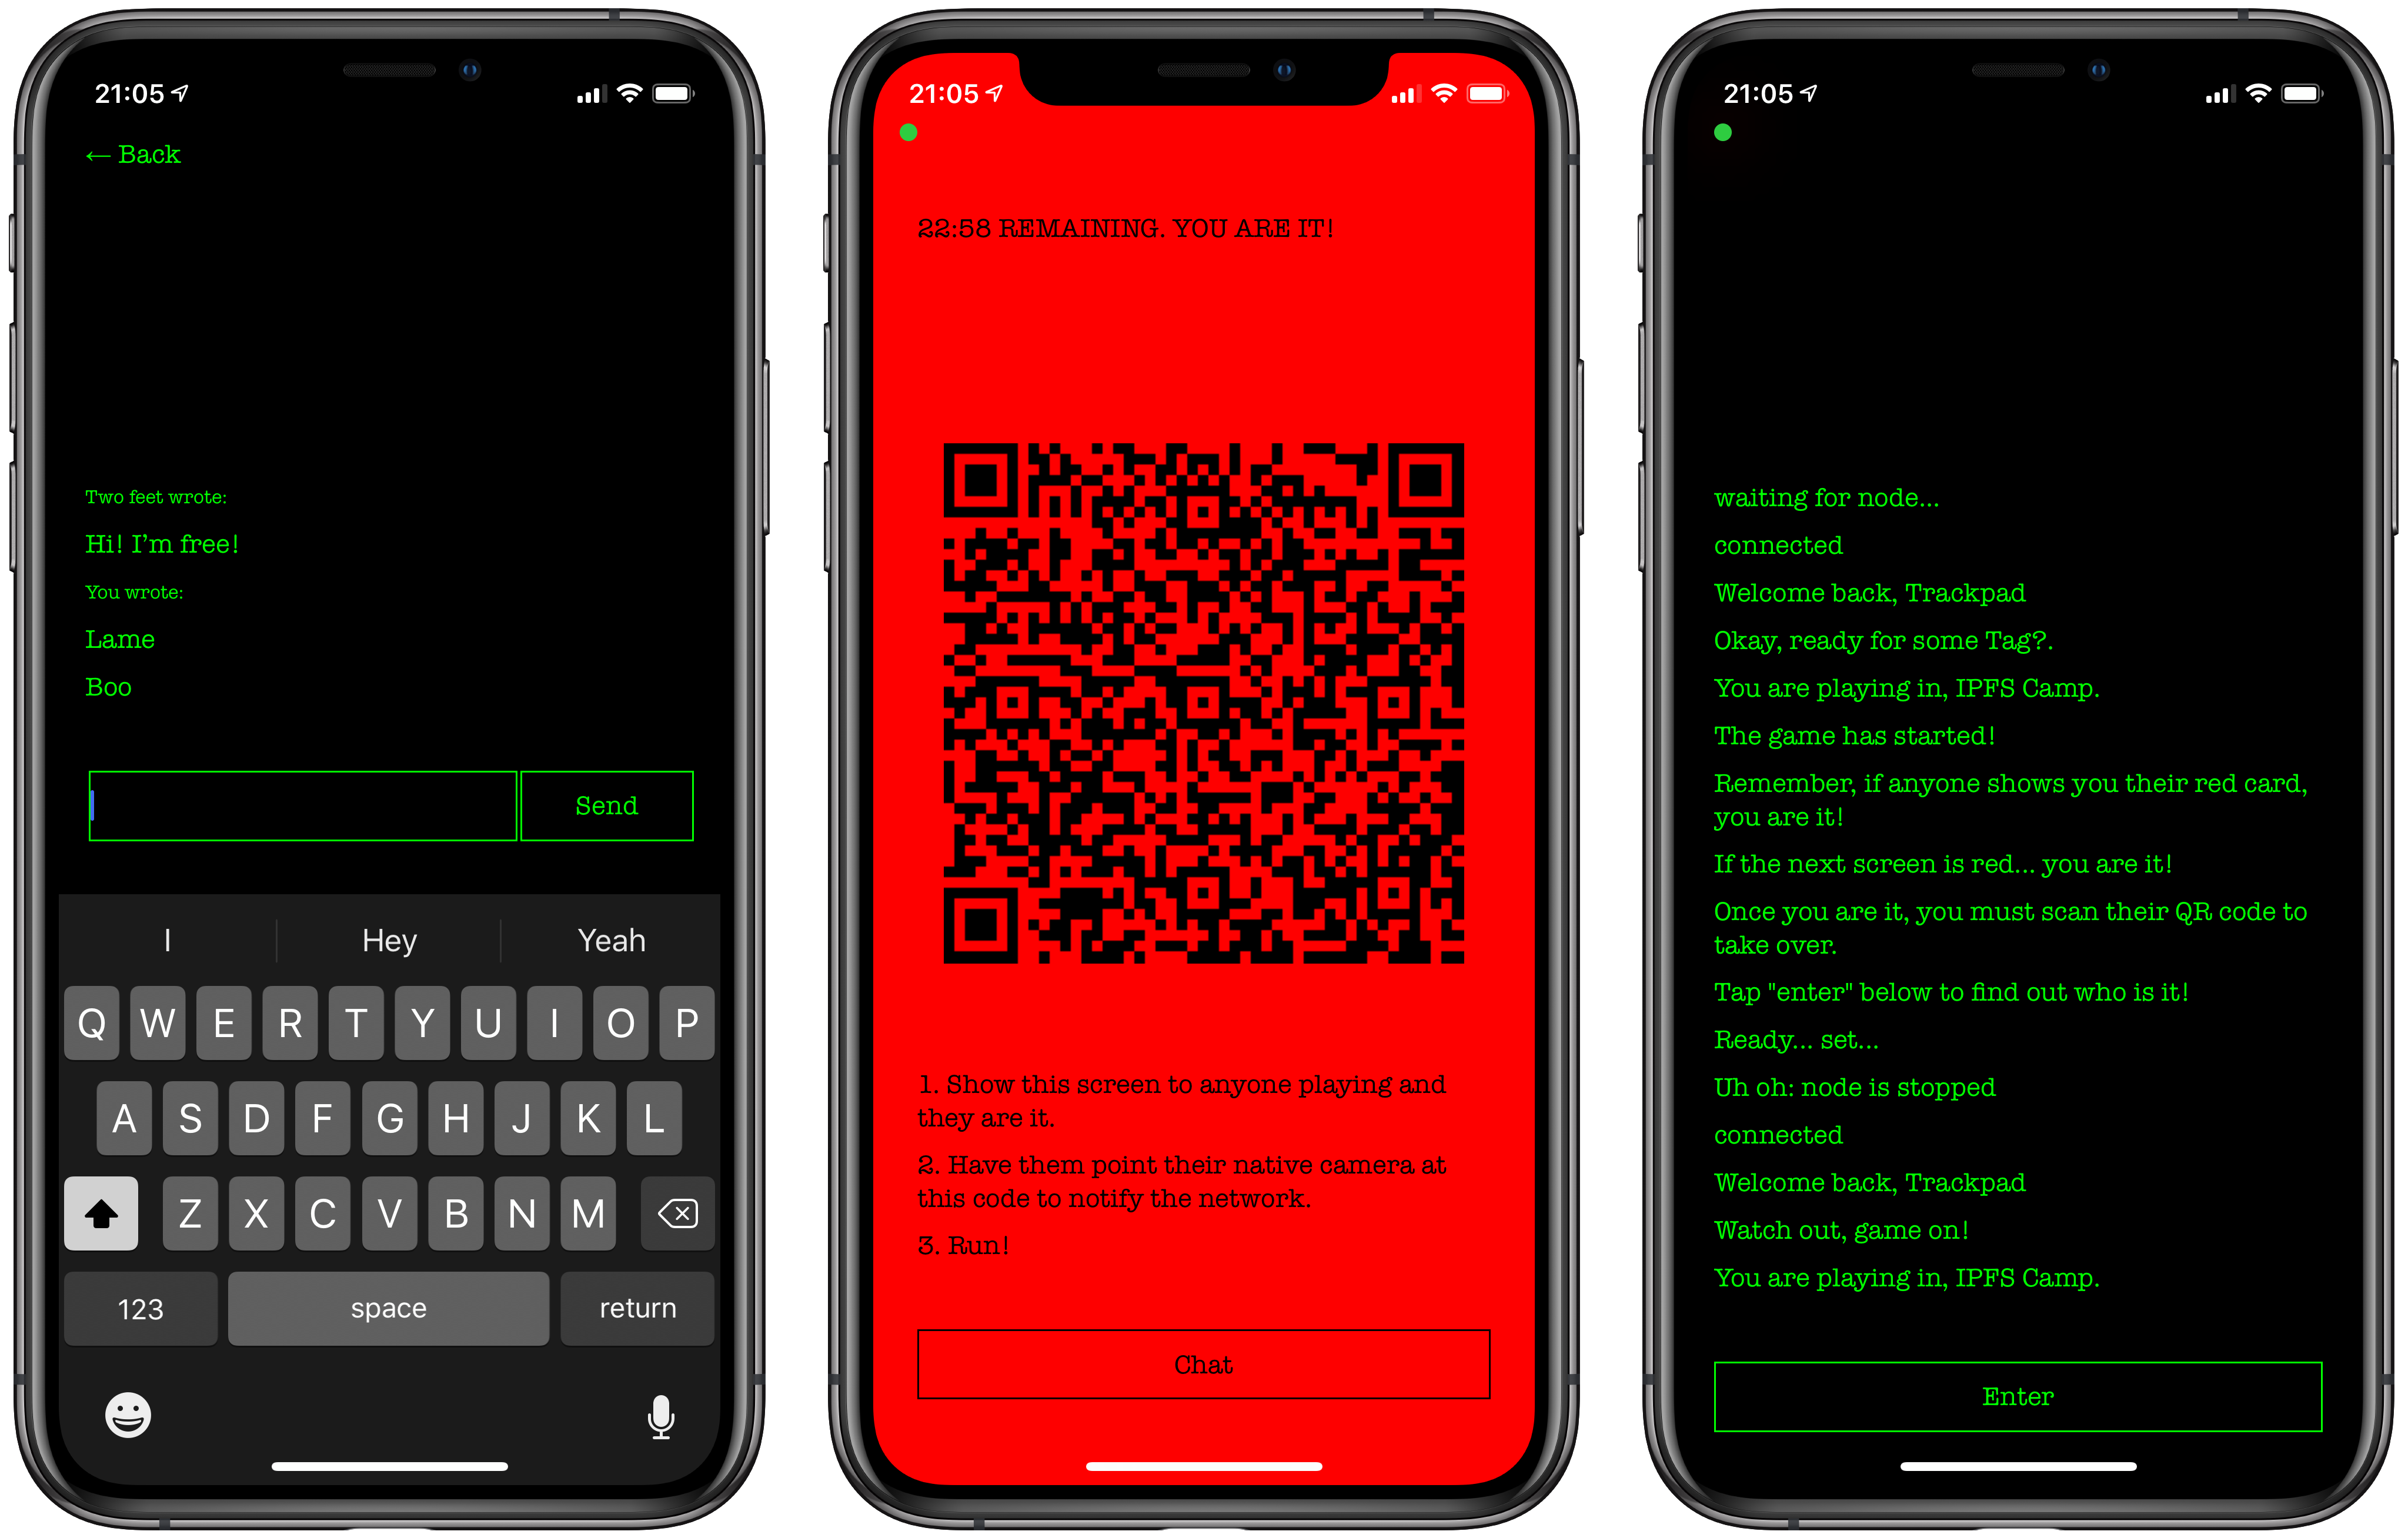 21:05
← Back
Two feet wrote:
Hi! I’m free!
You wrote:
Lame
Boo
Send
I Hey Yeah
Q W E R T Y U I O P
A S D F G H J K L
Z X C V B N M
123 space return
21:05
22:58 REMAINING. YOU ARE IT!
1. Show this screen to anyone playing and
they are it.
2. Have them point their native camera at
this code to notify the network.
3. Run!
Chat
21:05
waiting for node...
connected
Welcome back, Trackpad
Okay, ready for some Tag?.
You are playing in, IPFS Camp.
The game has started!
Remember, if anyone shows you their red card,
you are it!
If the next screen is red... you are it!
Once you are it, you must scan their QR code to
take over.
Tap "enter" below to find out who is it!
Ready... set...
Uh oh: node is stopped
connected
Welcome back, Trackpad
Watch out, game on!
You are playing in, IPFS Camp.
Enter